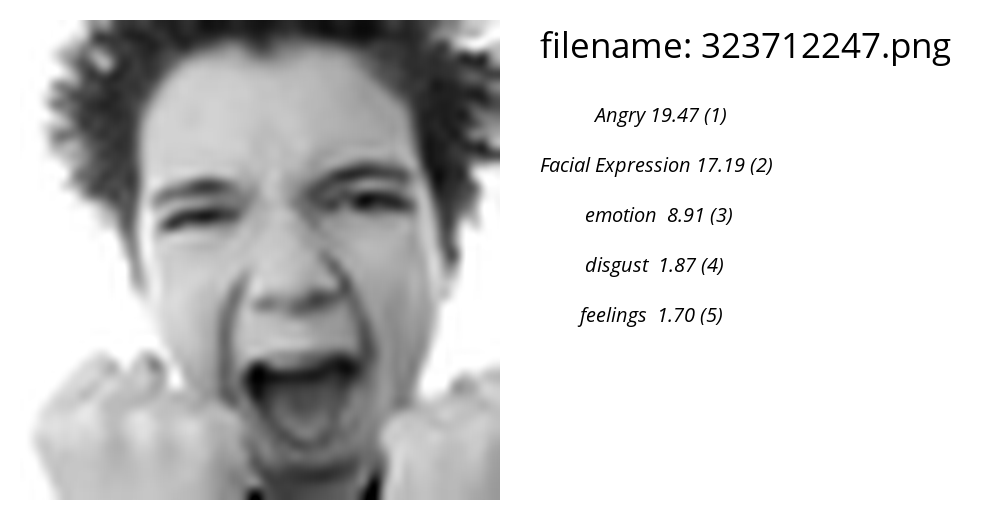 filename: 323712247.png
Angry 19.47 (1)
Facial Expression 17.19 (2)
emotion 8.91 (3)
disgust 1.87 (4)
feelings 1.70 (5)